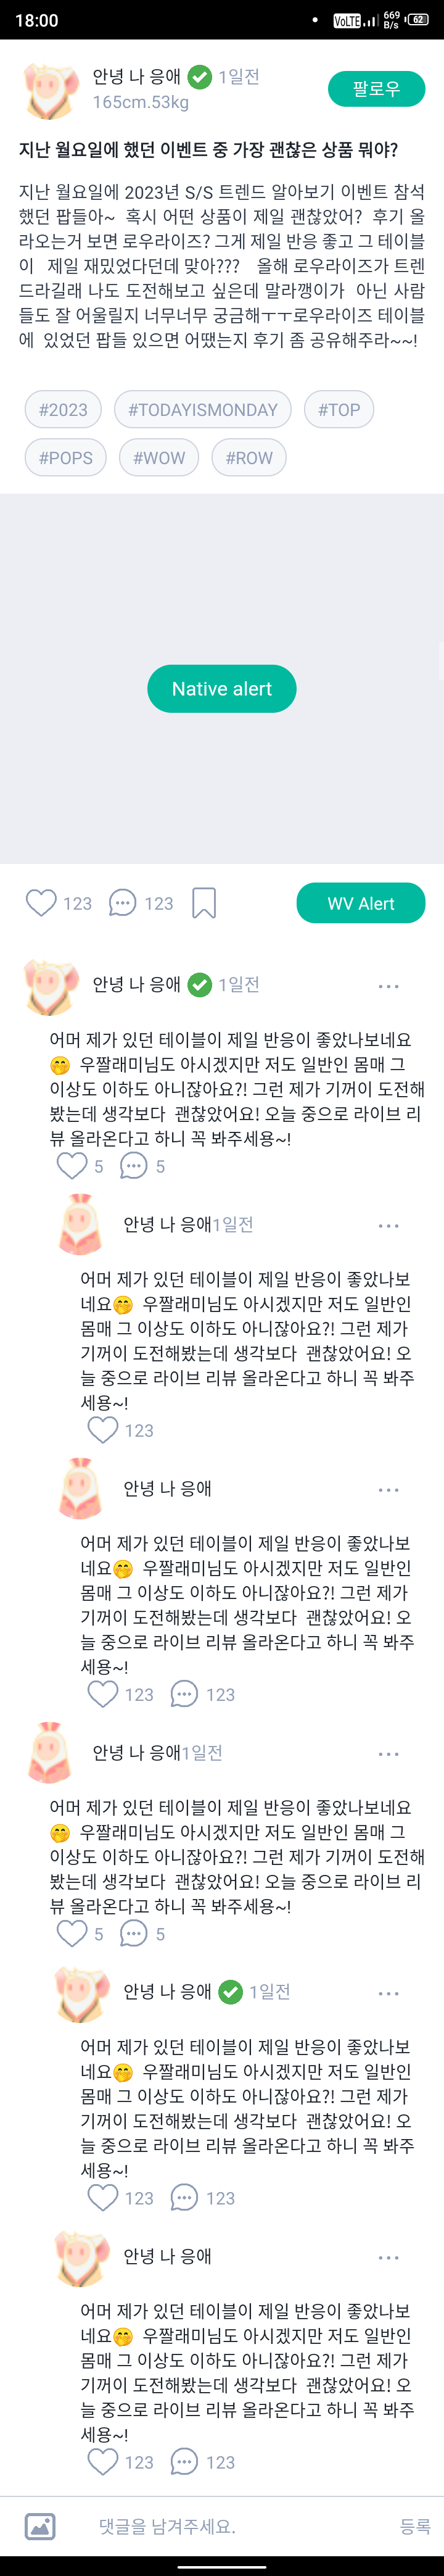 18:00
VoLTE 669 B/s 62
안녕 나 응애 1일전
165cm.53kg
팔로우
지난 월요일에 했던 이벤트 중 가장 괜찮은 상품 뭐야?
지난 월요일에 2023년 S/S 트렌드 알아보기 이벤트 참석
했던 팝들아~ 혹시 어떤 상품이 제일 괜찮았어? 후기 올
라오는거 보면 로우라이즈? 그게 제일 반응 좋고 그 테이블
이 제일 재밌었다던데 맞아??? 올해 로우라이즈가 트렌
드라길래 나도 도전해보고 싶은데 말라깽이가 아닌 사람
들도 잘 어울릴지 너무너무 궁금해ㅜㅜ로우라이즈 테이블
에 있었던 팝들 있으면 어땠는지 후기 좀 공유해주라~~!
#2023 #TODAYISMONDAY #TOP
#POPS #WOW #ROW
Native alert
123 123 WV Alert
안녕 나 응애 1일전
어머 제가 있던 테이블이 제일 반응이 좋았나보네요
🤭 우짤래미님도 아시겠지만 저도 일반인 몸매 그
이상도 이하도 아니잖아요?! 그런 제가 기꺼이 도전해
봤는데 생각보다 괜찮았어요! 오늘 중으로 라이브 리
뷰 올라온다고 하니 꼭 봐주세용~!
5 5
안녕 나 응애1일전
어머 제가 있던 테이블이 제일 반응이 좋았나보
네요🤭 우짤래미님도 아시겠지만 저도 일반인
몸매 그 이상도 이하도 아니잖아요?! 그런 제가
기꺼이 도전해봤는데 생각보다 괜찮았어요! 오
늘 중으로 라이브 리뷰 올라온다고 하니 꼭 봐주
세용~!
123
안녕 나 응애
어머 제가 있던 테이블이 제일 반응이 좋았나보
네요🤭 우짤래미님도 아시겠지만 저도 일반인
몸매 그 이상도 이하도 아니잖아요?! 그런 제가
기꺼이 도전해봤는데 생각보다 괜찮았어요! 오
늘 중으로 라이브 리뷰 올라온다고 하니 꼭 봐주
세용~!
123 123
안녕 나 응애1일전
어머 제가 있던 테이블이 제일 반응이 좋았나보네요
🤭 우짤래미님도 아시겠지만 저도 일반인 몸매 그
이상도 이하도 아니잖아요?! 그런 제가 기꺼이 도전해
봤는데 생각보다 괜찮았어요! 오늘 중으로 라이브 리
뷰 올라온다고 하니 꼭 봐주세용~!
5 5
안녕 나 응애 1일전
어머 제가 있던 테이블이 제일 반응이 좋았나보
네요🤭 우짤래미님도 아시겠지만 저도 일반인
몸매 그 이상도 이하도 아니잖아요?! 그런 제가
기꺼이 도전해봤는데 생각보다 괜찮았어요! 오
늘 중으로 라이브 리뷰 올라온다고 하니 꼭 봐주
세용~!
123 123
안녕 나 응애
어머 제가 있던 테이블이 제일 반응이 좋았나보
네요🤭 우짤래미님도 아시겠지만 저도 일반인
몸매 그 이상도 이하도 아니잖아요?! 그런 제가
기꺼이 도전해봤는데 생각보다 괜찮았어요! 오
늘 중으로 라이브 리뷰 올라온다고 하니 꼭 봐주
세용~!
123 123
댓글을 남겨주세요. 등록